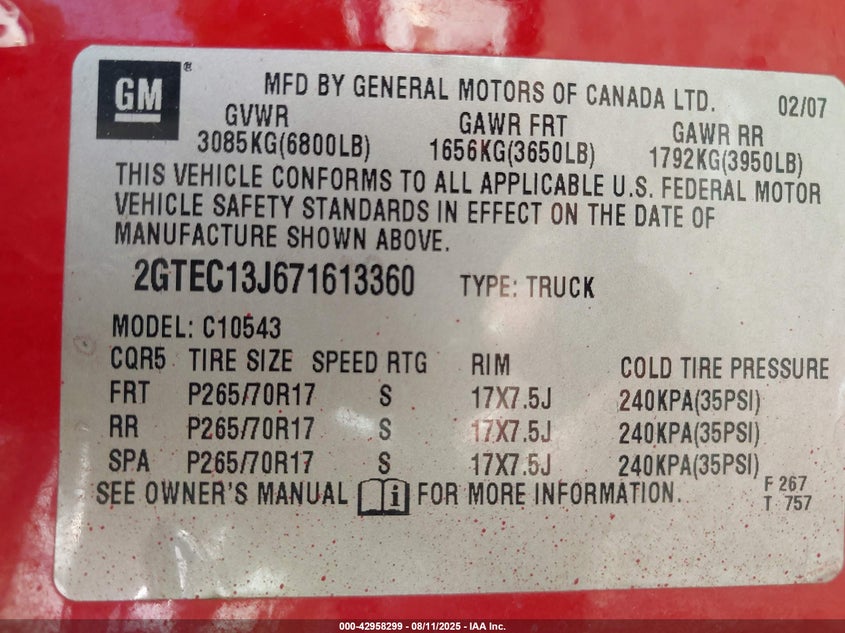 GM®
MFD BY GENERAL MOTORS OF CANADA LTD. 02/07
GVWR GAWR FRT GAWR RR
3085KG(6800LB) 1656KG(3650LB) 1792KG(3950LB)
THIS VEHICLE CONFORMS TO ALL APPLICABLE U.S. FEDERAL MOTOR
VEHICLE SAFETY STANDARDS IN EFFECT ON THE DATE OF
MANUFACTURE SHOWN ABOVE.
2GTEC13J671613360 TYPE: TRUCK
MODEL: C10543
CQR5 TIRE SIZE SPEED RTG RIM COLD TIRE PRESSURE
FRT P265/70R17 S 17X7.5J 240KPA(35PSI)
RR P265/70R17 S 17X7.5J 240KPA(35PSI)
SPA P265/70R17 S 17X7.5J 240KPA(35PSI)
SEE OWNER'S MANUAL i FOR MORE INFORMATION. F 267
T 757
000-42958299 - 08/11/2025 - IAA Inc.